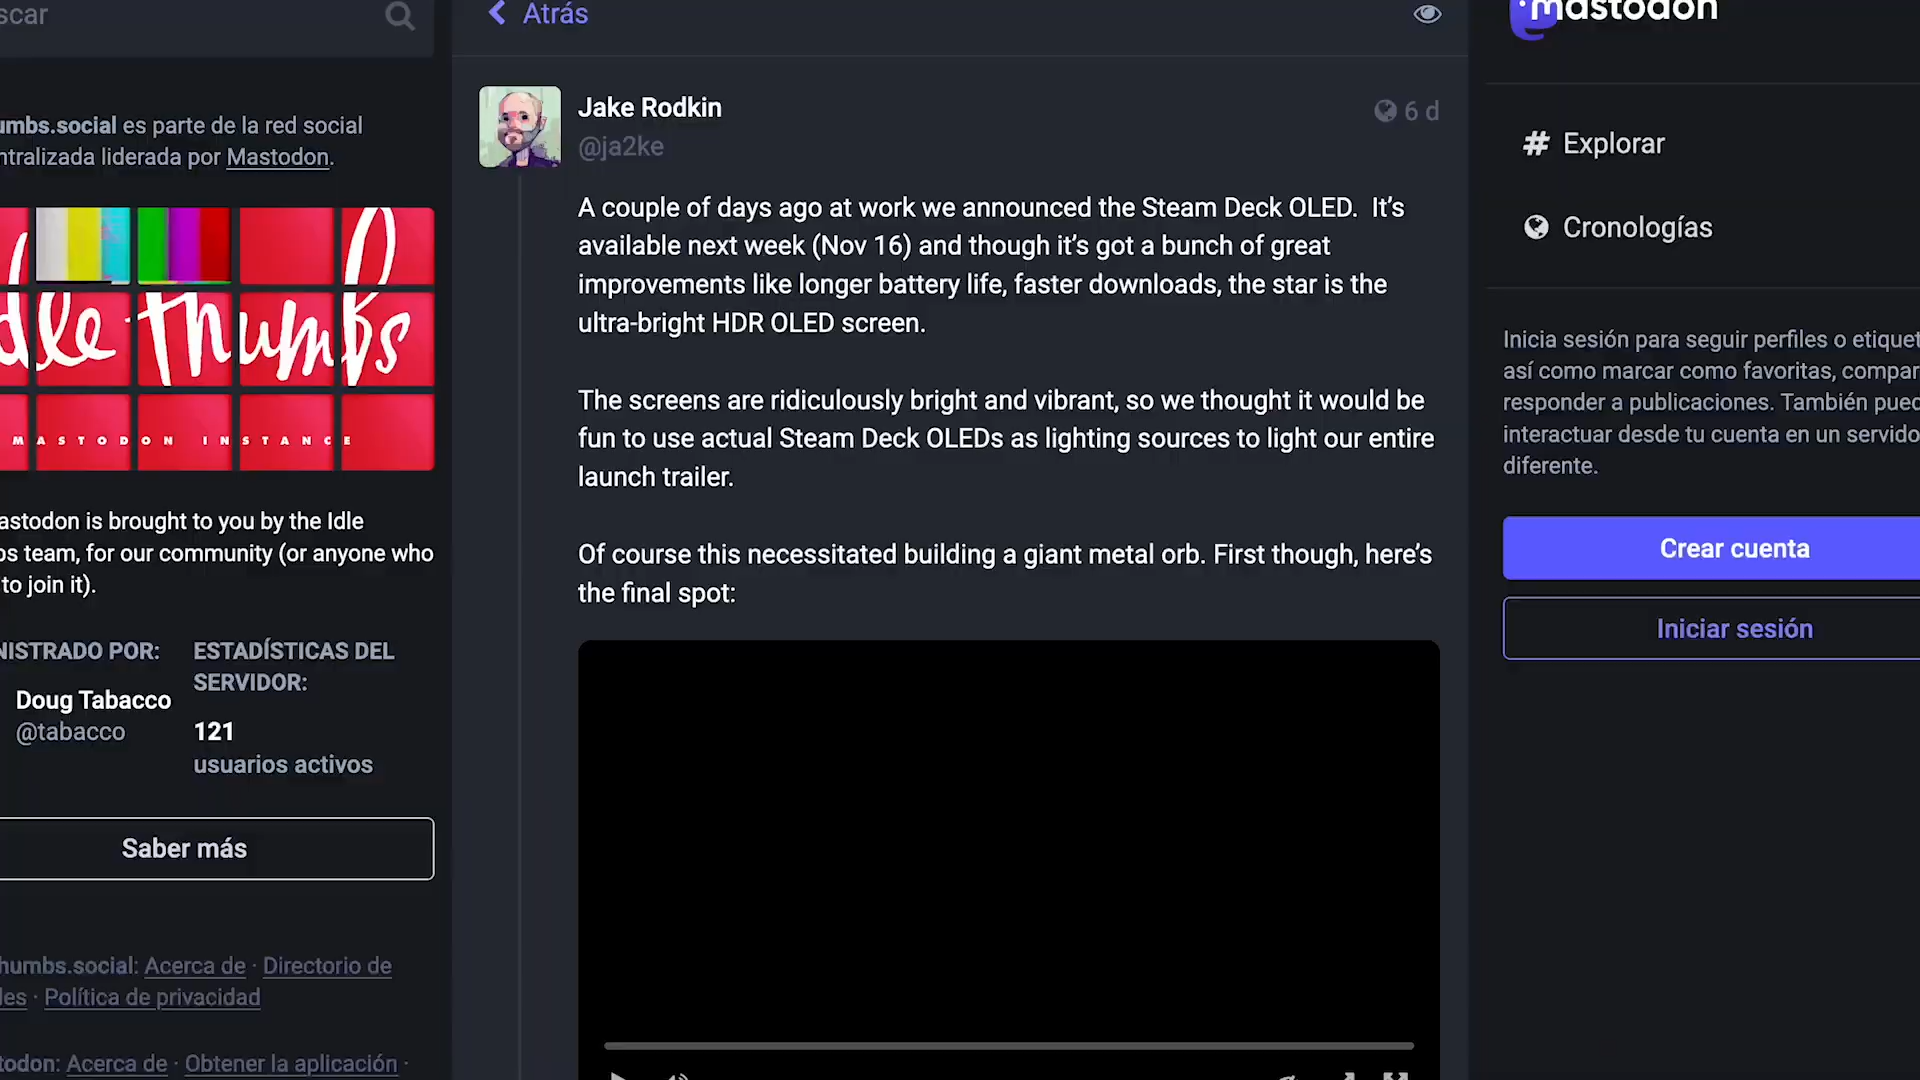 scar
Atrás
mastodon
umbs.social es parte de la red social
ntralizada liderada por Mastodon.
dle thumbs
MASTODON INSTANCE
astodon is brought to you by the Idle
bs team, for our community (or anyone who
to join it).
NISTRADO POR:
Doug Tabacco
@tabacco
ESTADÍSTICAS DEL
SERVIDOR:
121
usuarios activos
Saber más
humbs.social: Acerca de · Directorio de
les · Política de privacidad
todon: Acerca de · Obtener la aplicación ·
Jake Rodkin
6 d
@ja2ke
A couple of days ago at work we announced the Steam Deck OLED. It’s
available next week (Nov 16) and though it’s got a bunch of great
improvements like longer battery life, faster downloads, the star is the
ultra-bright HDR OLED screen.
The screens are ridiculously bright and vibrant, so we thought it would be
fun to use actual Steam Deck OLEDs as lighting sources to light our entire
launch trailer.
Of course this necessitated building a giant metal orb. First though, here’s
the final spot:
# Explorar
Cronologías
Inicia sesión para seguir perfiles o etiquet
así como marcar como favoritas, compar
responder a publicaciones. También pued
interactuar desde tu cuenta en un servido
diferente.
Crear cuenta
Iniciar sesión